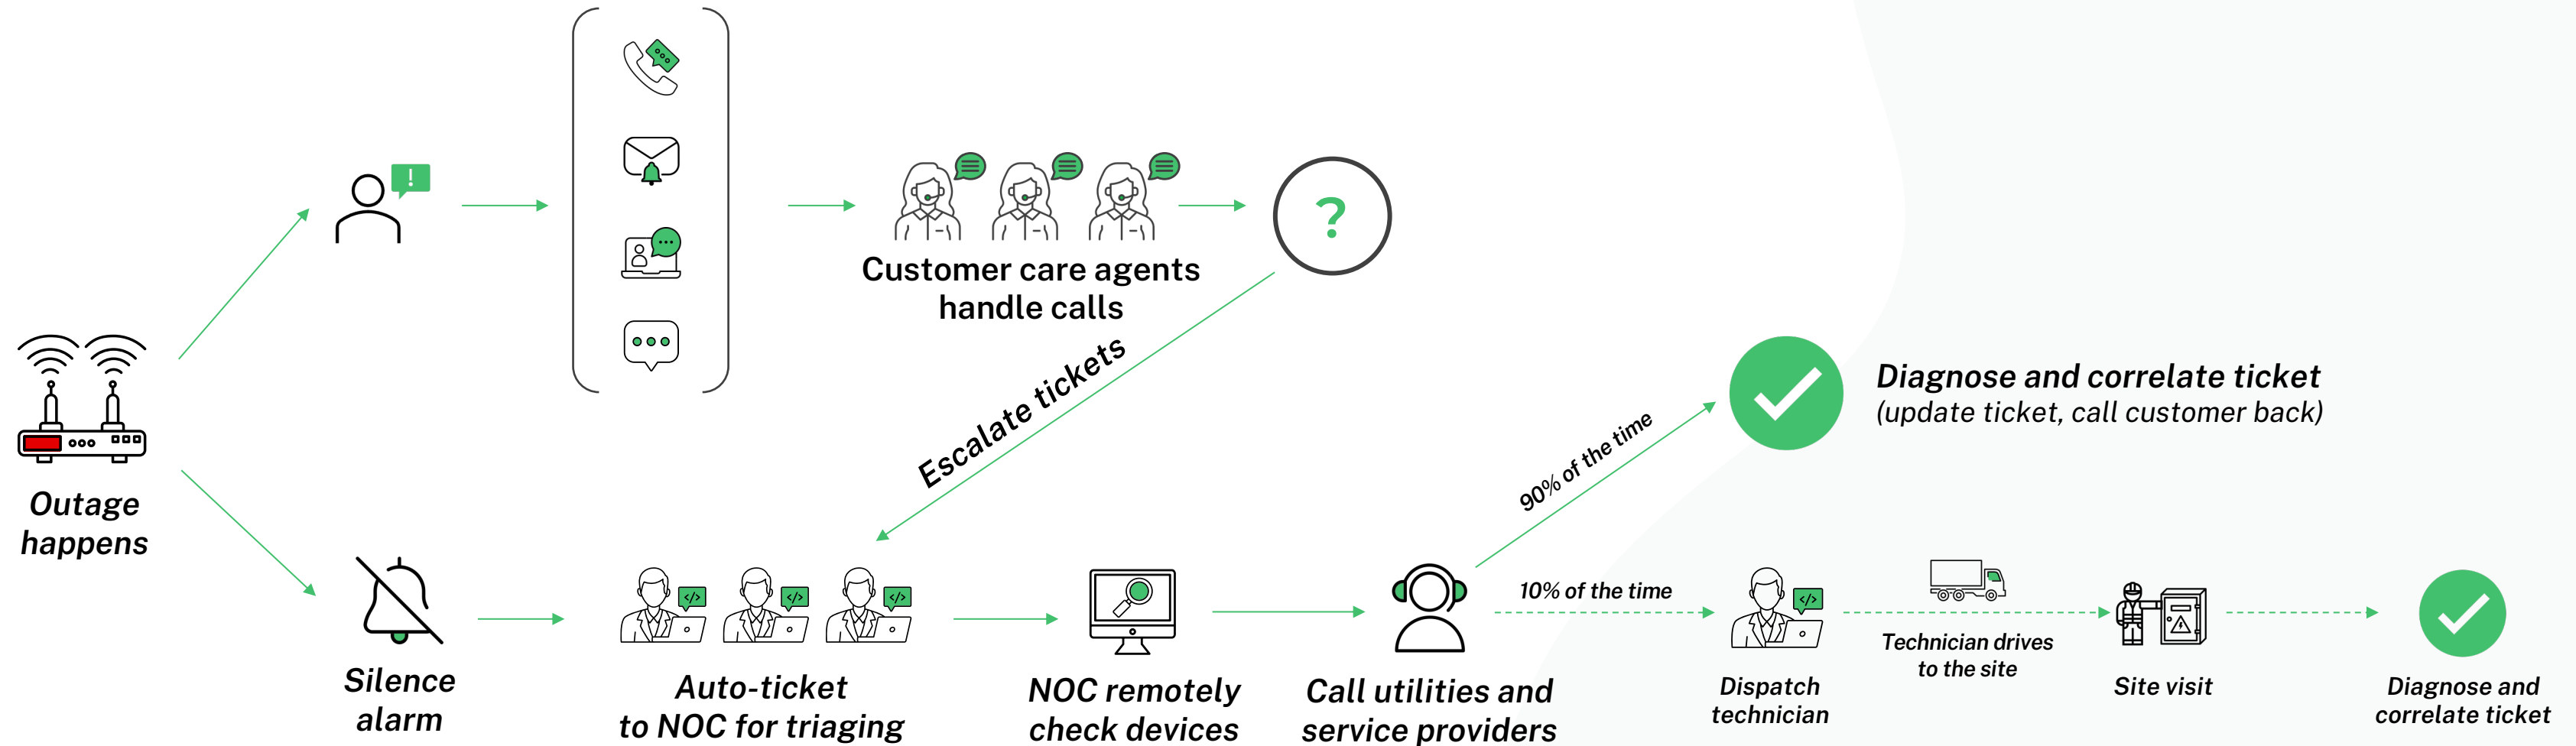 !
?
Customer care agents
handle calls
Escalate tickets
Outage
happens
Silence
alarm
</>
</>
</>
Auto-ticket
to NOC for triaging
NOC remotely
check devices
Call utilities and
service providers
90% of the time
Diagnose and correlate ticket
(update ticket, call customer back)
10% of the time
</>
Dispatch
technician
Technician drives
to the site
Site visit
Diagnose and
correlate ticket